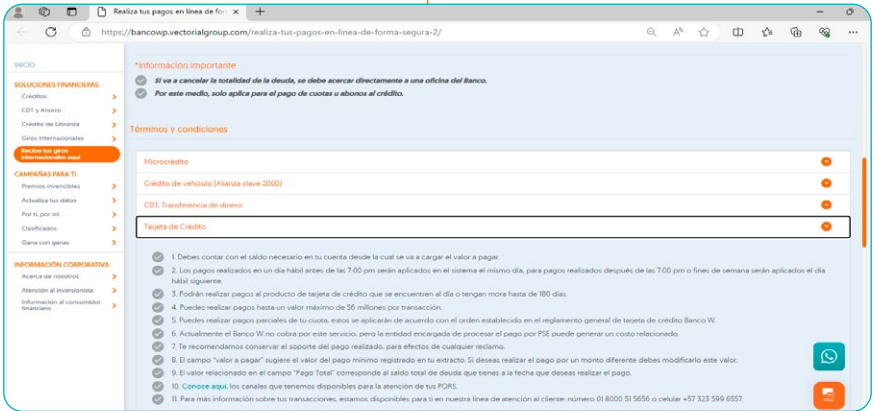 Realiza tus pagos en línea de for
https://bancowp.vectorialgroup.com/realiza-tus-pagos-en-linea-de-forma-segura-2/
INICIO
SOLUCIONES FINANCIERAS
Créditos
CDT y Ahorro
Crédito de Libranza
Giros Internacionales
Recibe tus giros
internacionales aquí
CAMPAÑAS PARA TI
Premios invencibles
Actualiza tus datos
Por ti, por mí
Clasificados
Gana con ganas
INFORMACIÓN CORPORATIVA
Acerca de nosotros
Atención al inversionista
Información al consumidor
financiero
*Información importante
Si va a cancelar la totalidad de la deuda, se debe acercar directamente a una oficina del Banco.
Por este medio, solo aplica para el pago de cuotas u abonos al crédito.
Términos y condiciones
Microcrédito
Crédito de vehículo (Alianza clave 2000)
CDT, Transferencia de dinero
Tarjeta de Crédito
1. Debes contar con el saldo necesario en tu cuenta desde la cual se va a cargar el valor a pagar.
2. Los pagos realizados en un día hábil antes de las 7:00 pm serán aplicados en el sistema el mismo día, para pagos realizados después de las 7:00 pm o fines de semana serán aplicados el día
hábil siguiente.
3. Podrán realizar pagos al producto de tarjeta de crédito que se encuentren al día o tengan mora hasta de 180 días.
4. Puedes realizar pagos hasta un valor máximo de $6 millones por transacción.
5. Puedes realizar pagos parciales de tu cuota, estos se aplicarán de acuerdo con el orden establecido en el reglamento general de tarjeta de crédito Banco W.
6. Actualmente el Banco W no cobra por este servicio, pero la entidad encargada de procesar el pago por PSE puede generar un costo relacionado.
7. Te recomendamos conservar el soporte del pago realizado, para efectos de cualquier reclamo.
8. El campo "valor a pagar" sugiere el valor del pago mínimo registrado en tu extracto. Si deseas realizar el pago por un monto diferente debes modificarlo este valor.
9. El valor relacionado en el campo "Pago Total" corresponde al saldo total de deuda que tienes a la fecha que deseas realizar el pago.
10. Conoce aquí, los canales que tenemos disponibles para la atención de tus PQRS.
11. Para más información sobre tus transacciones, estamos disponibles para ti en nuestra línea de atención al cliente: número 01 8000 51 5656 o celular +57 323 599 6557.
Chat